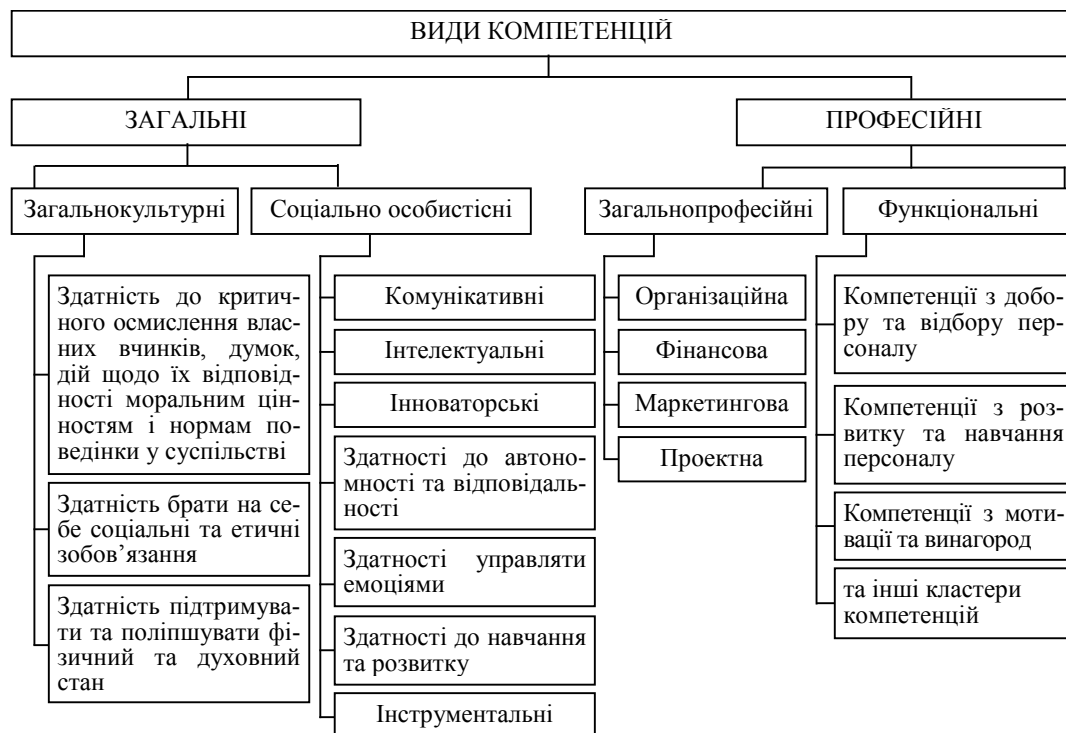 ВИДИ КОМПЕТЕНЦІЙ
ЗАГАЛЬНІ
ПРОФЕСІЙНІ
Загальнокультурні
Соціально особистісні
Загальнопрофесійні
Функціональні
Здатність до критич-
ного осмислення влас-
них вчинків, думок,
дій щодо їх відповід-
ності моральним цін-
ностям і нормам по-
ведінки у суспільстві
Здатність брати на се-
бе соціальні та етичні
зобов’язання
Здатність підтримува-
ти та поліпшувати фі-
зичний та духовний
стан
Комунікативні
Інтелектуальні
Інноваторські
Здатності до автоно-
мності та відповідаль-
ності
Здатності управляти
емоціями
Здатності до навчання
та розвитку
Інструментальні
Організаційна
Фінансова
Маркетингова
Проектна
Компетенції з добо-
ру та відбору пер-
соналу
Компетенції з роз-
витку та навчання
персоналу
Компетенції з моти-
вації та винагород
та інші кластери
компетенцій